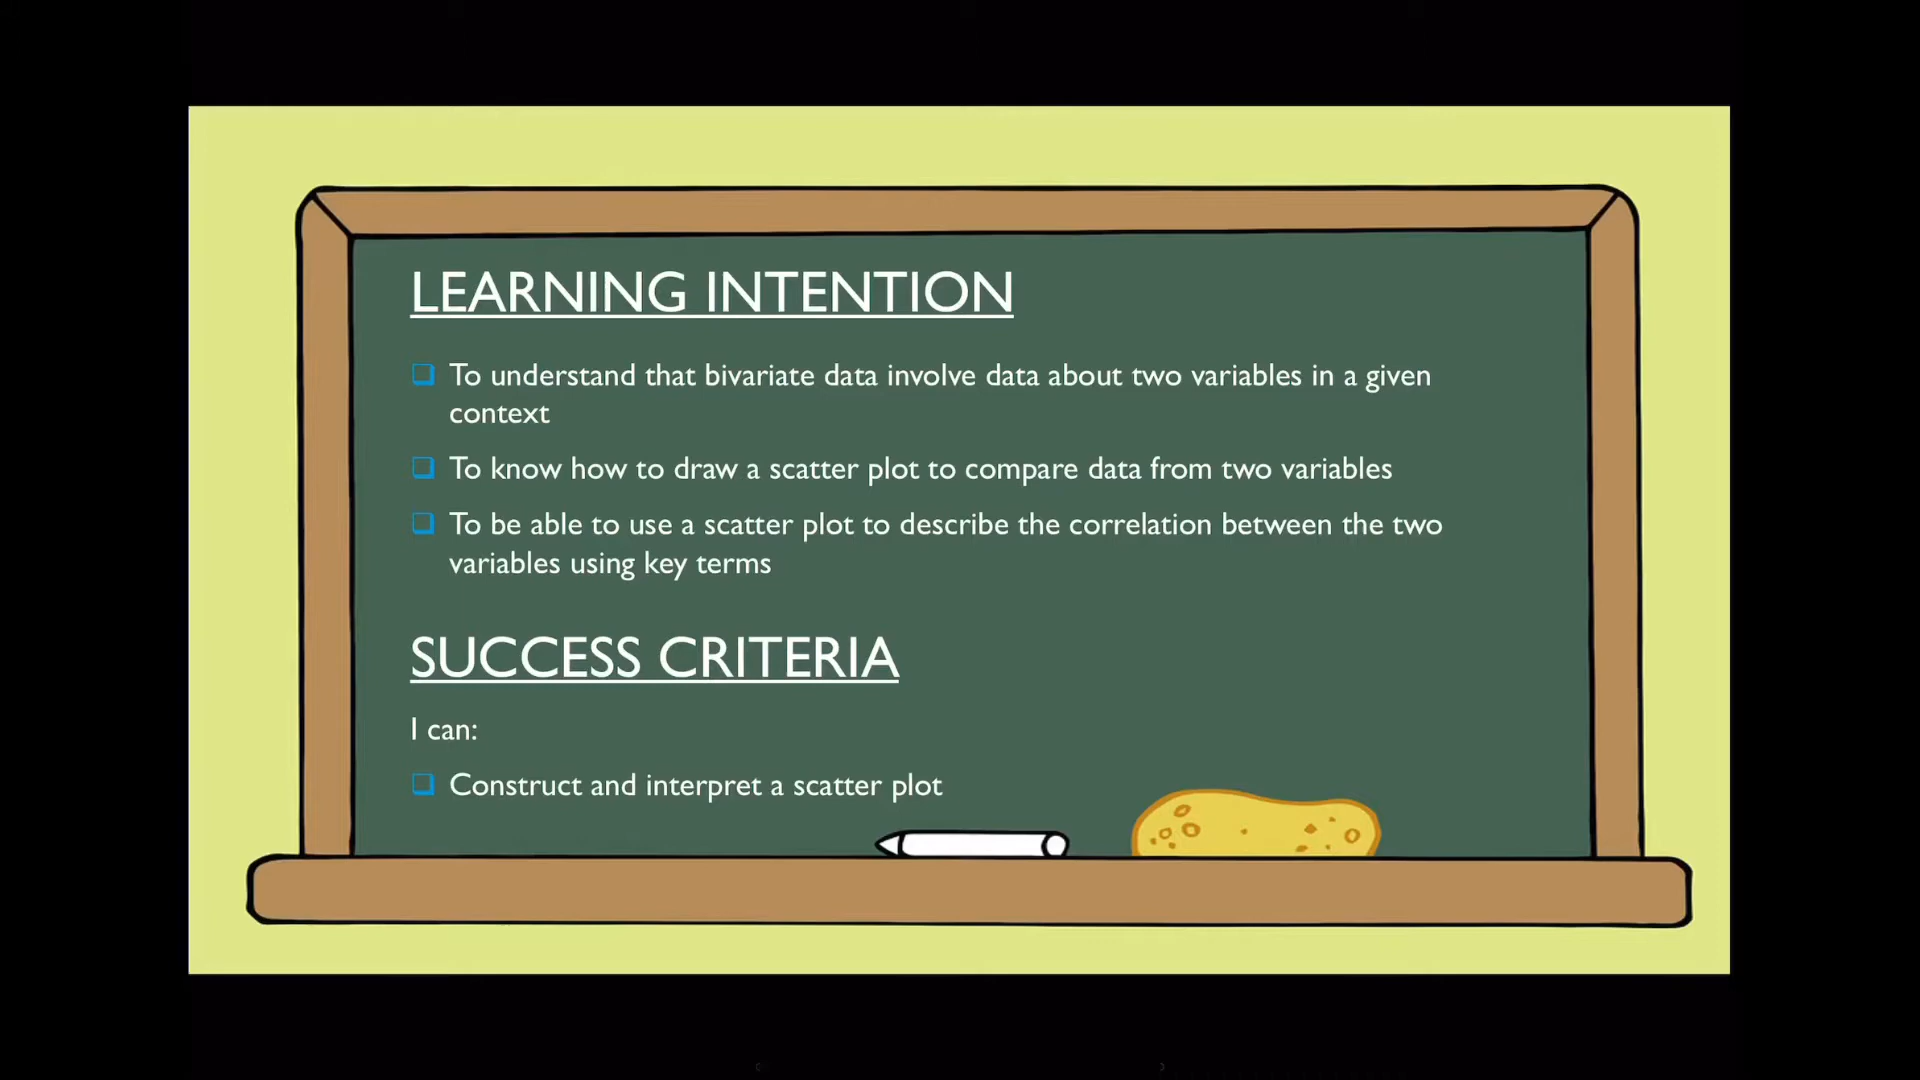 LEARNING INTENTION
To understand that bivariate data involve data about two variables in a given
context
To know how to draw a scatter plot to compare data from two variables
To be able to use a scatter plot to describe the correlation between the two
variables using key terms
SUCCESS CRITERIA
I can:
Construct and interpret a scatter plot